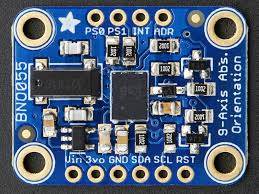 PS0 PS1 INT ADR
BNO055
9-Axis Abs.
Orientation
Vin 3vo GND SDA SCL RST